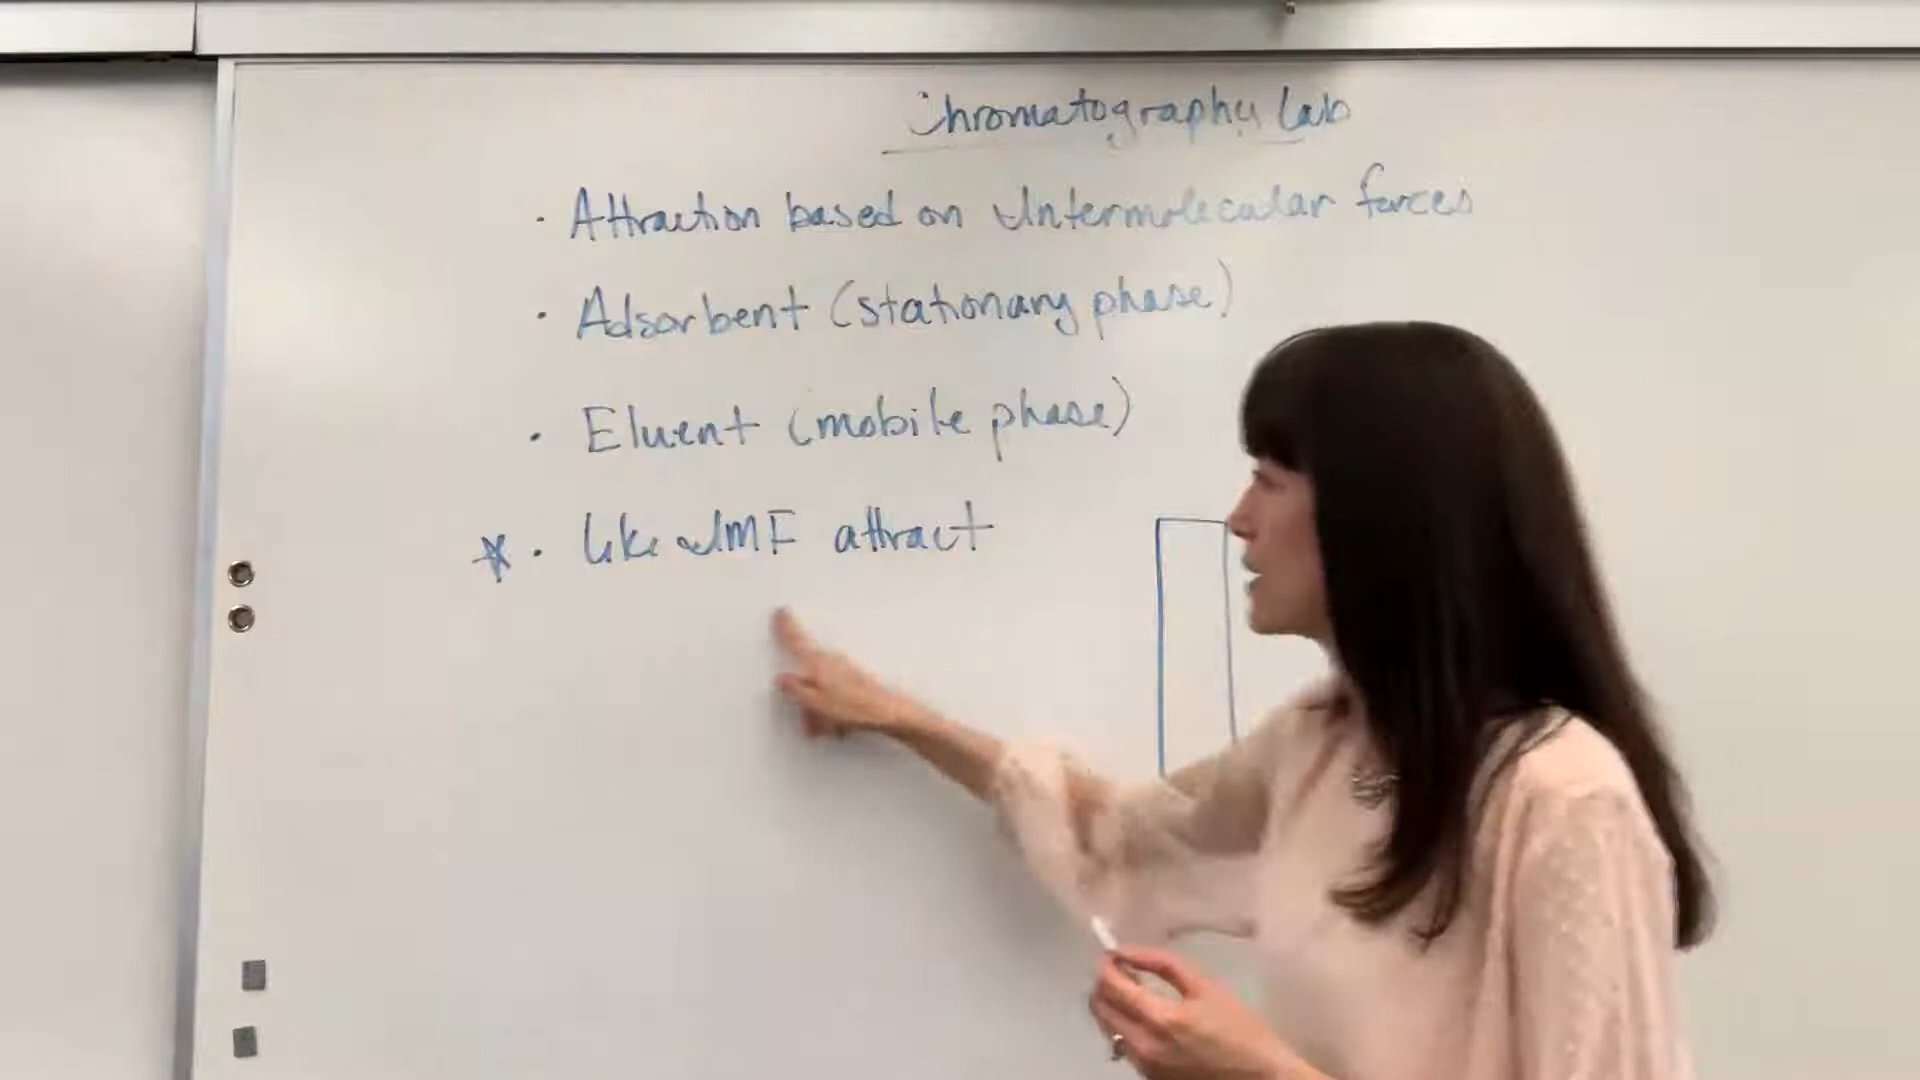 Chromatography Lab
· Attraction based on Intermolecular forces
· Adsorbent (stationary phase)
· Eluent (mobile phase)
☆ · like IMF attract